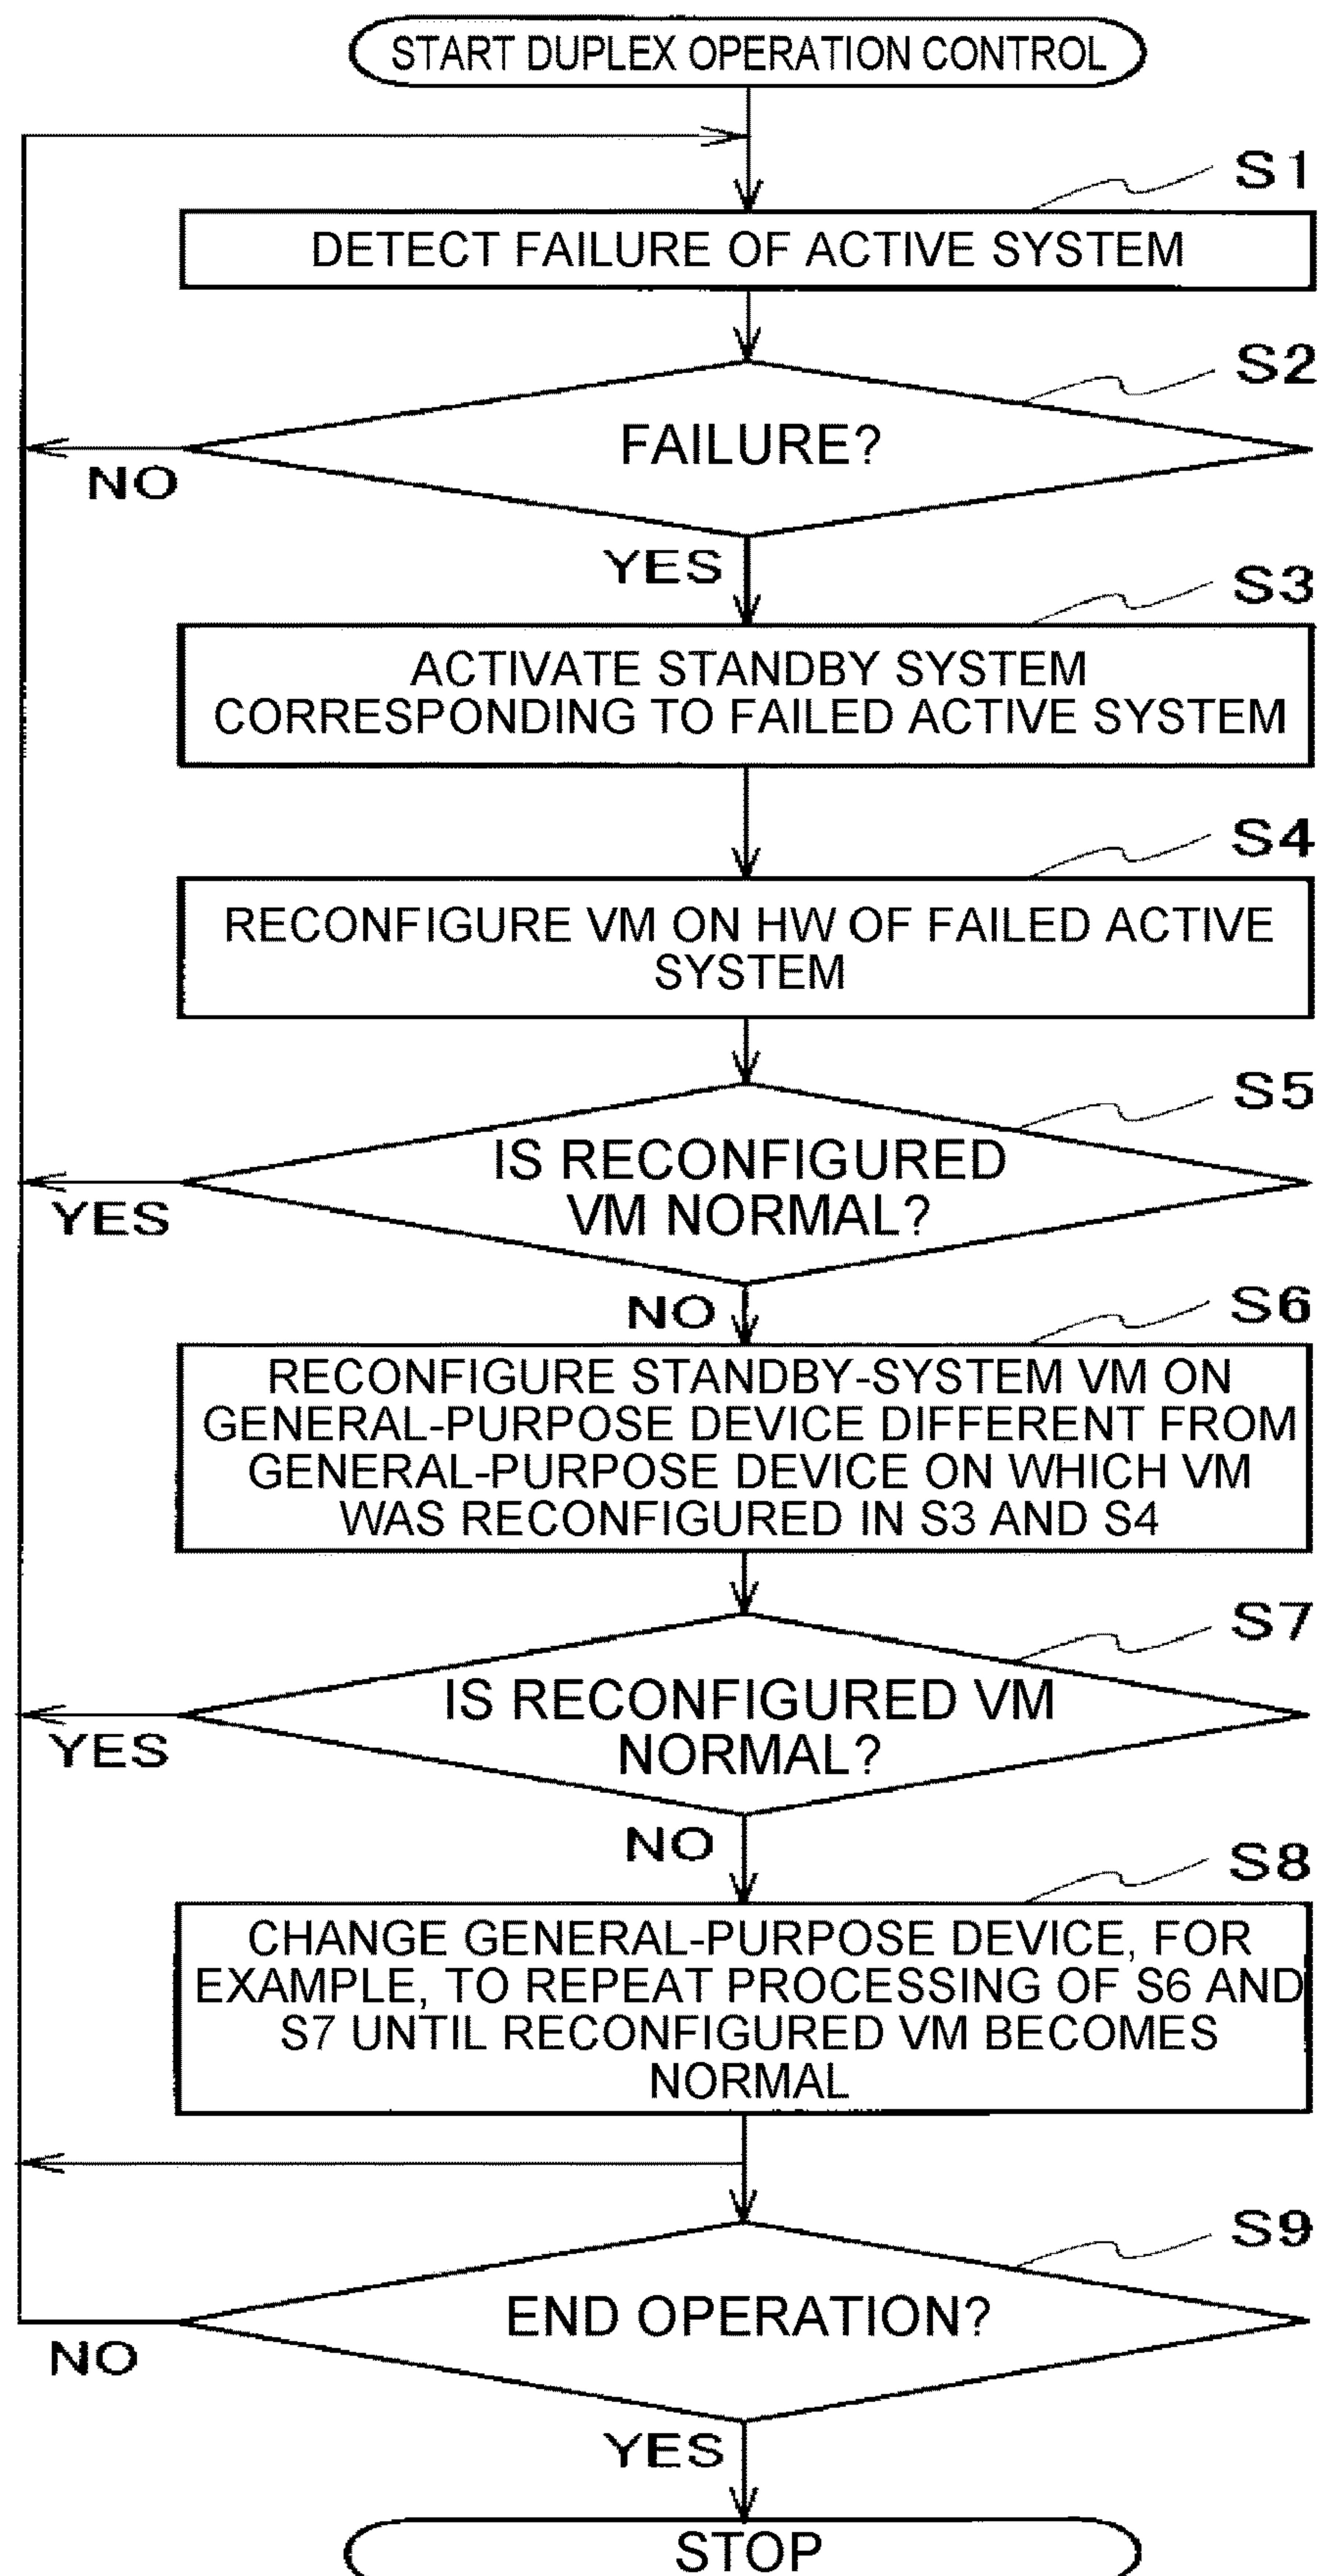 START DUPLEX OPERATION CONTROL
S1
DETECT FAILURE OF ACTIVE SYSTEM
S2
FAILURE?
NO
YES
S3
ACTIVATE STANDBY SYSTEM
CORRESPONDING TO FAILED ACTIVE SYSTEM
S4
RECONFIGURE VM ON HW OF FAILED ACTIVE
SYSTEM
S5
IS RECONFIGURED
VM NORMAL?
YES
NO
S6
RECONFIGURE STANDBY-SYSTEM VM ON
GENERAL-PURPOSE DEVICE DIFFERENT FROM
GENERAL-PURPOSE DEVICE ON WHICH VM
WAS RECONFIGURED IN S3 AND S4
S7
IS RECONFIGURED VM
NORMAL?
YES
NO
S8
CHANGE GENERAL-PURPOSE DEVICE, FOR
EXAMPLE, TO REPEAT PROCESSING OF S6 AND
S7 UNTIL RECONFIGURED VM BECOMES
NORMAL
S9
END OPERATION?
NO
YES
STOP